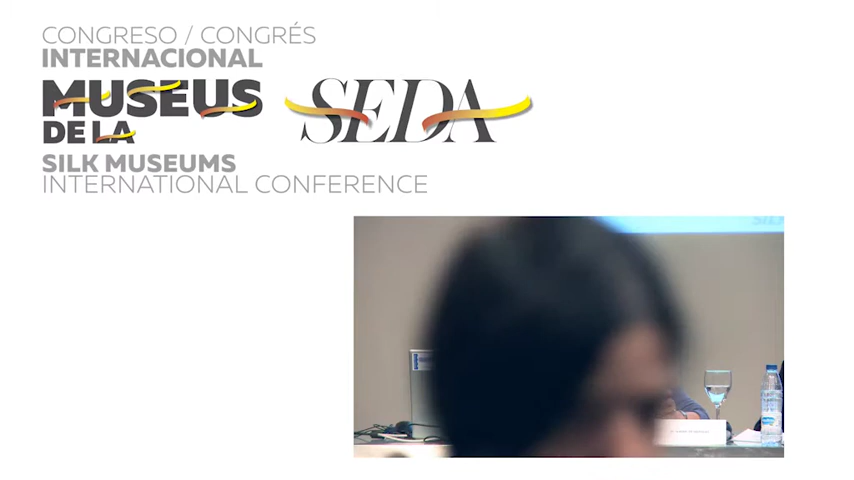 CONGRESO / CONGRÉS
INTERNACIONAL
MUSEUS
DE LA
SEDA
SILK MUSEUMS
INTERNATIONAL CONFERENCE